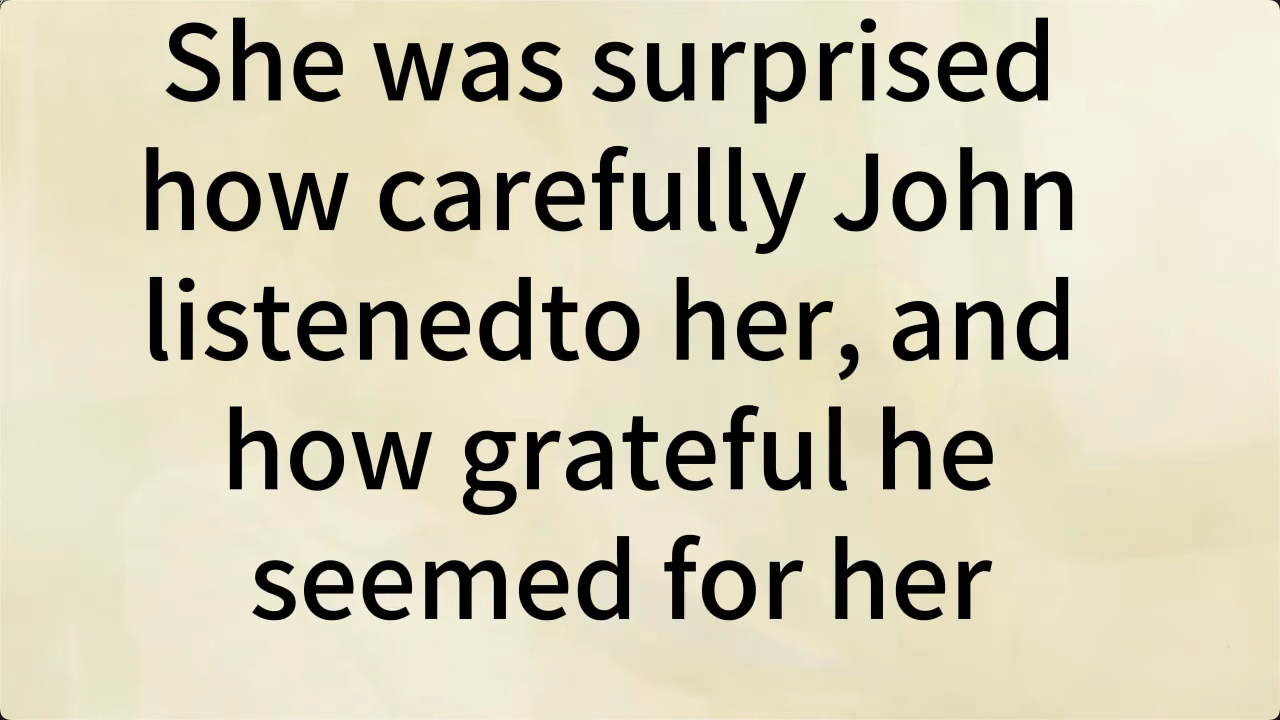 She was surprised
how carefully John
listenedto her, and
how grateful he
seemed for her